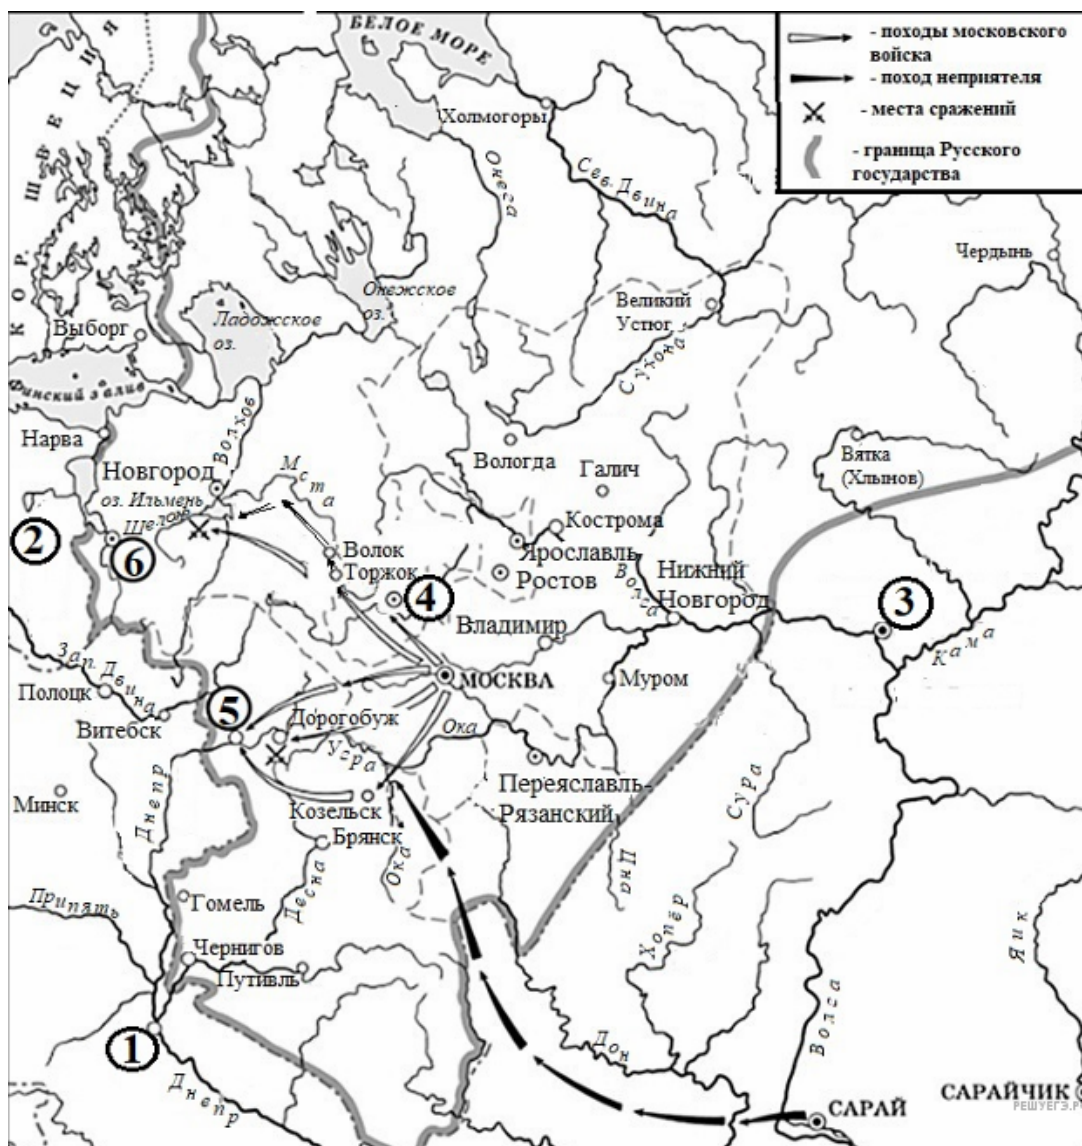 БЕЛОЕ МОРЕ
- походы московского
войска
- поход неприятеля
- места сражений
- граница Русского
государства
КОР. ШВЕЦИЯ
Холмогоры
Онега
Сев. Двина
Чердынь
Онежское
оз.
Великий
Устюг
Ладожское
оз.
Выборг
Сухона
Финский залив
Нарва
Волхов
Вологда
Галич
Вятка
(Хлынов)
Новгород
Мста
оз. Ильмень
Шелонь
Кострома
2
6
Ярославль
Волок
Торжок
Ростов
Волга
Нижний
Новгород
4
3
Владимир
Кама
Зап. Двина
МОСКВА
Муром
Полоцк
Витебск
5
Дорогобуж
Ока
Угра
Переяславль-
Рязанский
Сура
Минск
Днепр
Козельск
Брянск
Ока
Цна
Припять
Гомель
Десна
Хопёр
Яик
Чернигов
Путивль
Волга
1
Дон
Днепр
САРАЙ
САРАЙЧИК
РЕШУЕГЭ.РФ